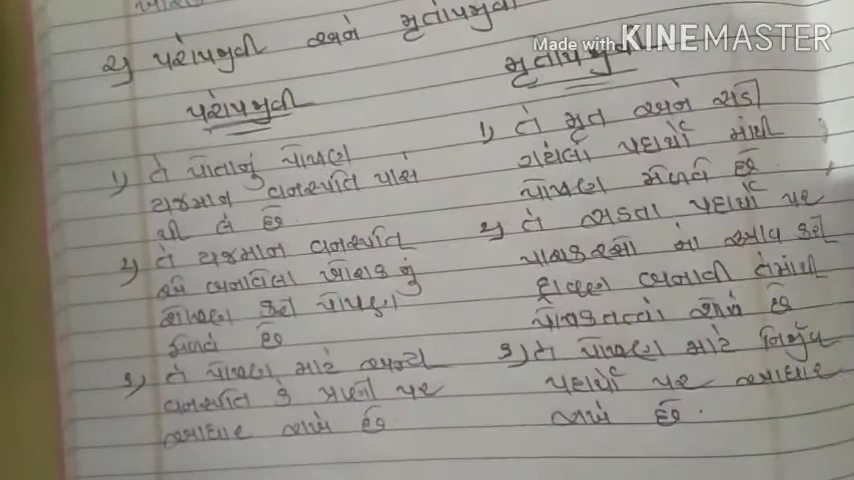 ૨) પરોપજીવી અને મૃતોપજીવી
Made with KINEMASTER
પરોપજીવી
૧) તે પોતાનું પોષણ
યજમાન વનસ્પતિ પાસે
થી લે છે
૨) તે યજમાન વનસ્પતિ
એ બનાવેલા ખોરાકનું
શોષણ કરી પોષણ
મેળવે છે
૩) તે પોષણ માટે અન્ય
વનસ્પતિ કે પ્રાણી પર
આધાર રાખે છે
મૃતોપજીવી
૧) તે મૃત અને સડી
ગયેલાં પદાર્થો માંથી
પોષણ મેળવે છે.
૨) તે સડતા પદાર્થો પર
પાચકરસો નો સ્રાવ કરી
દ્રાવણ બનાવી તેમાંથી
પોષકતત્વો શોષે છે
૩) તે પોષણ માટે નિર્જીવ
પદાર્થો પર આધાર
રાખે છે.